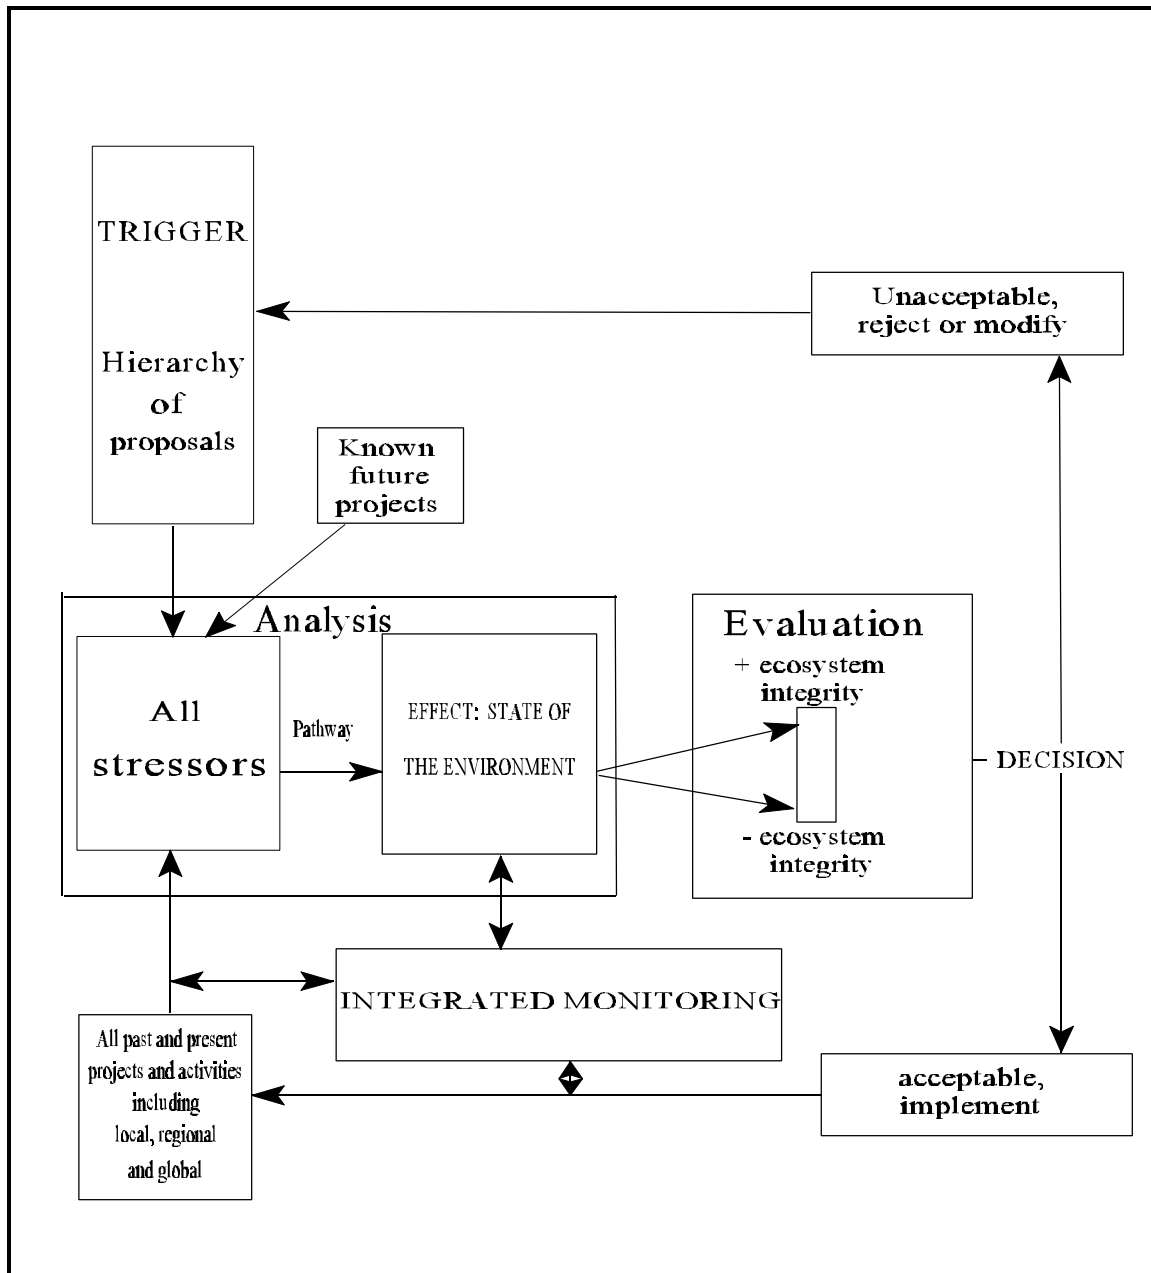 TRIGGER
Hierarchy
of
proposals
Unacceptable,
reject or modify
Known
future
projects
Analysis
All
stressors
Pathway
EFFECT: STATE OF
THE ENVIRONMENT
Evaluation
+ ecosystem
integrity
- ecosystem
integrity
DECISION
INTEGRATED MONITORING
All past and present
projects and activities
including
local, regional
and global
acceptable,
implement